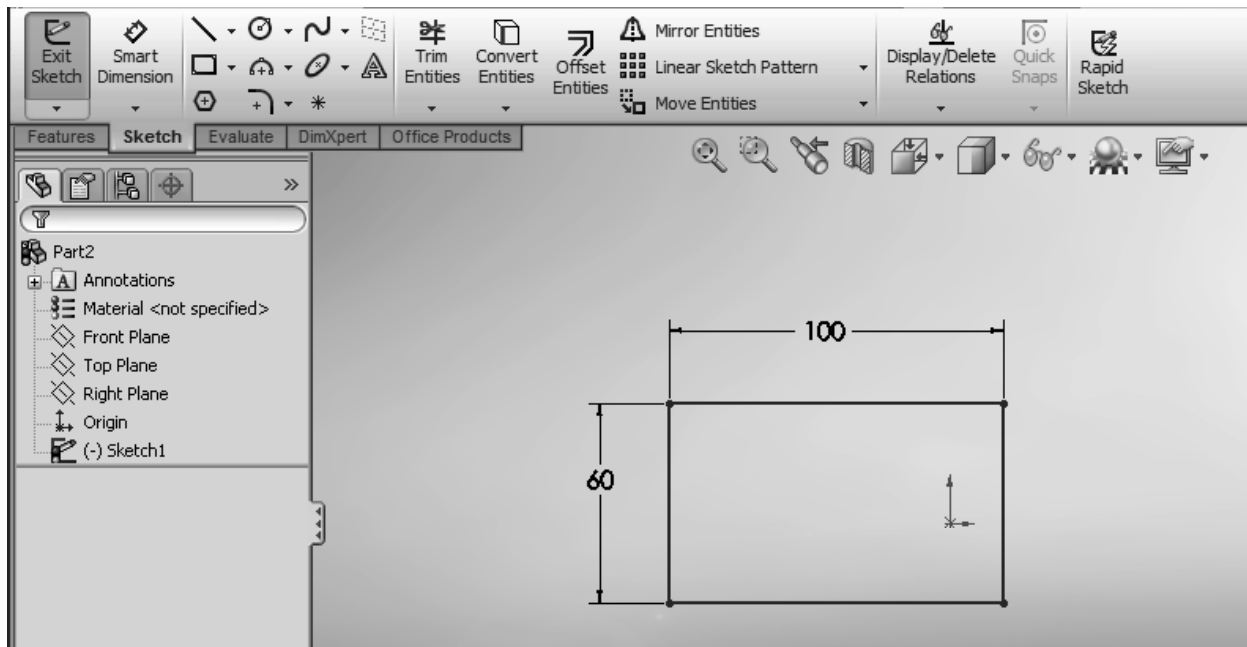 Exit Sketch
Smart Dimension
Trim Entities
Convert Entities
Offset Entities
Mirror Entities
Linear Sketch Pattern
Move Entities
Display/Delete Relations
Quick Snaps
Rapid Sketch
Features Sketch Evaluate DimXpert Office Products
Part2
A Annotations
Material <not specified>
Front Plane
Top Plane
Right Plane
Origin
(-) Sketch1
100
60